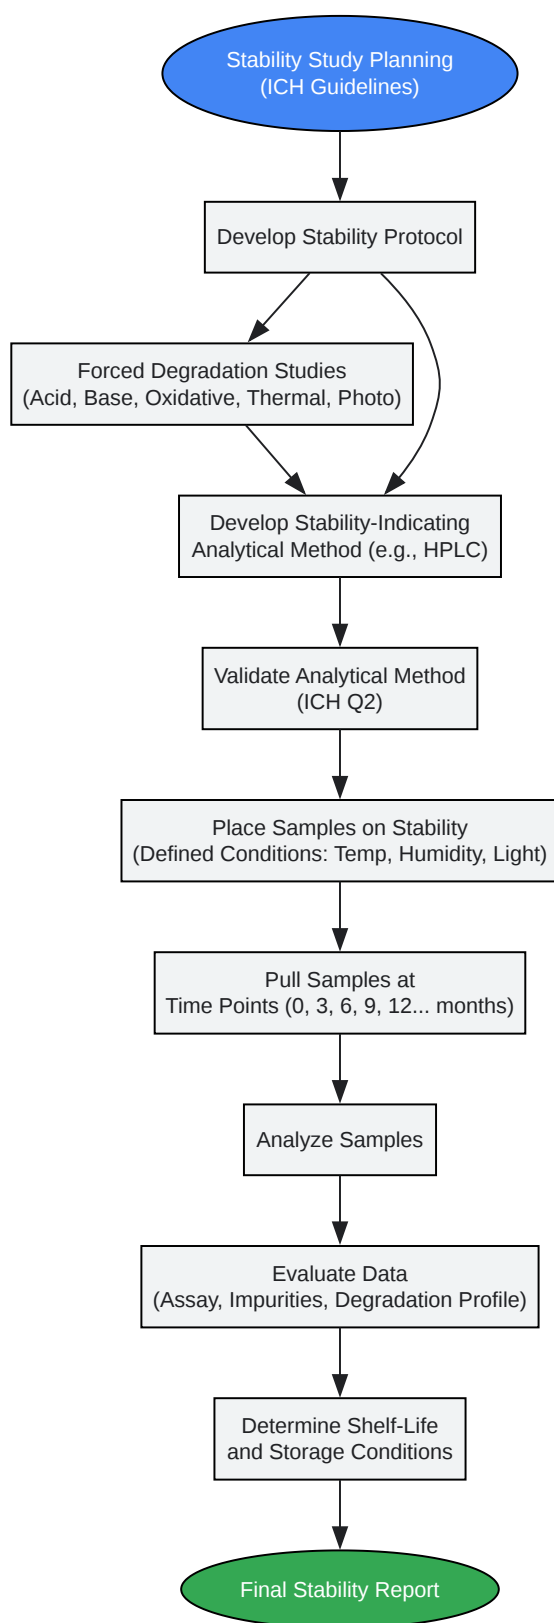 Stability Study Planning
(ICH Guidelines)
Develop Stability Protocol
Forced Degradation Studies
(Acid, Base, Oxidative, Thermal, Photo)
Develop Stability-Indicating
Analytical Method (e.g., HPLC)
Validate Analytical Method
(ICH Q2)
Place Samples on Stability
(Defined Conditions: Temp, Humidity, Light)
Pull Samples at
Time Points (0, 3, 6, 9, 12... months)
Analyze Samples
Evaluate Data
(Assay, Impurities, Degradation Profile)
Determine Shelf-Life
and Storage Conditions
Final Stability Report